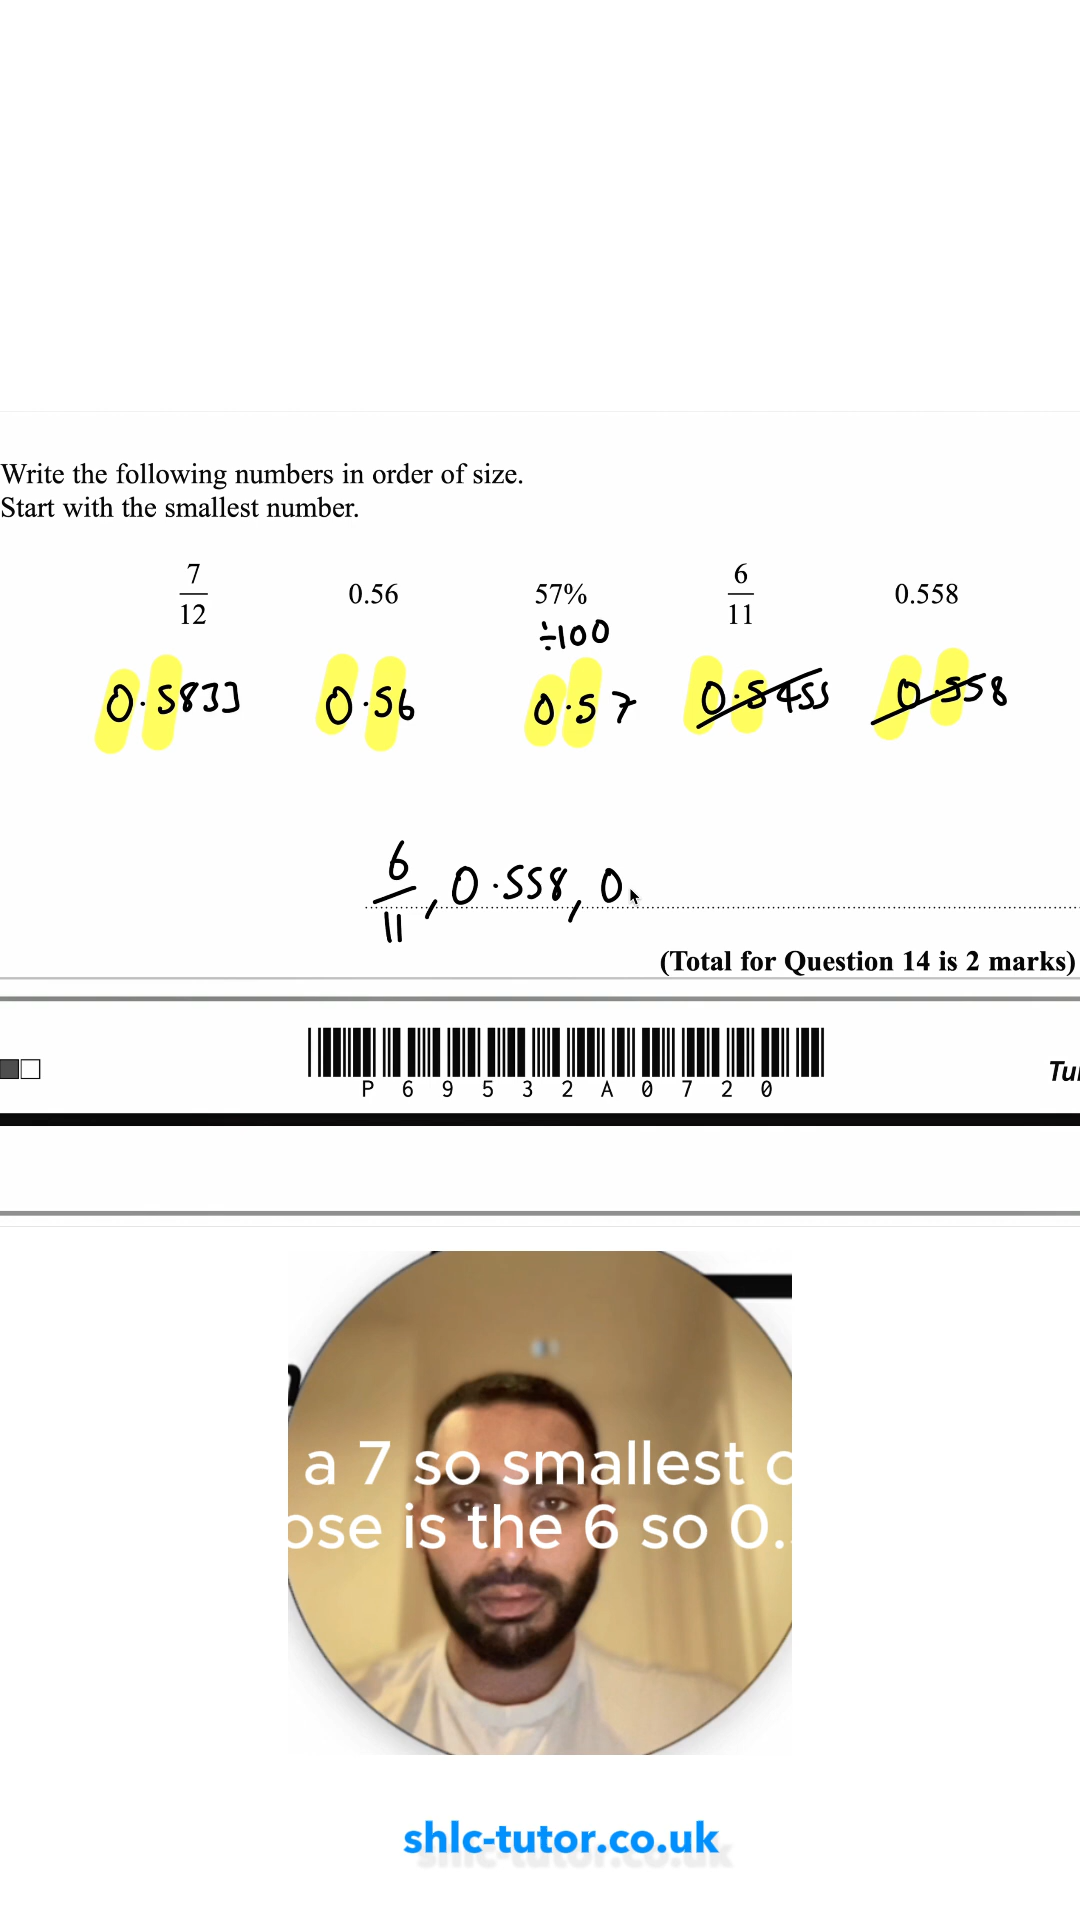 Write the following numbers in order of size.
Start with the smallest number.
7/12 0.56 57% 6/11 0.558
÷100
0.5833 0.56 0.57 0.5455 0.558
6/11, 0.558, 0.
(Total for Question 14 is 2 marks)
P 6 9 5 3 2 A 0 7 2 0
a 7 so smallest
is the 6 so 0.
shlc-tutor.co.uk